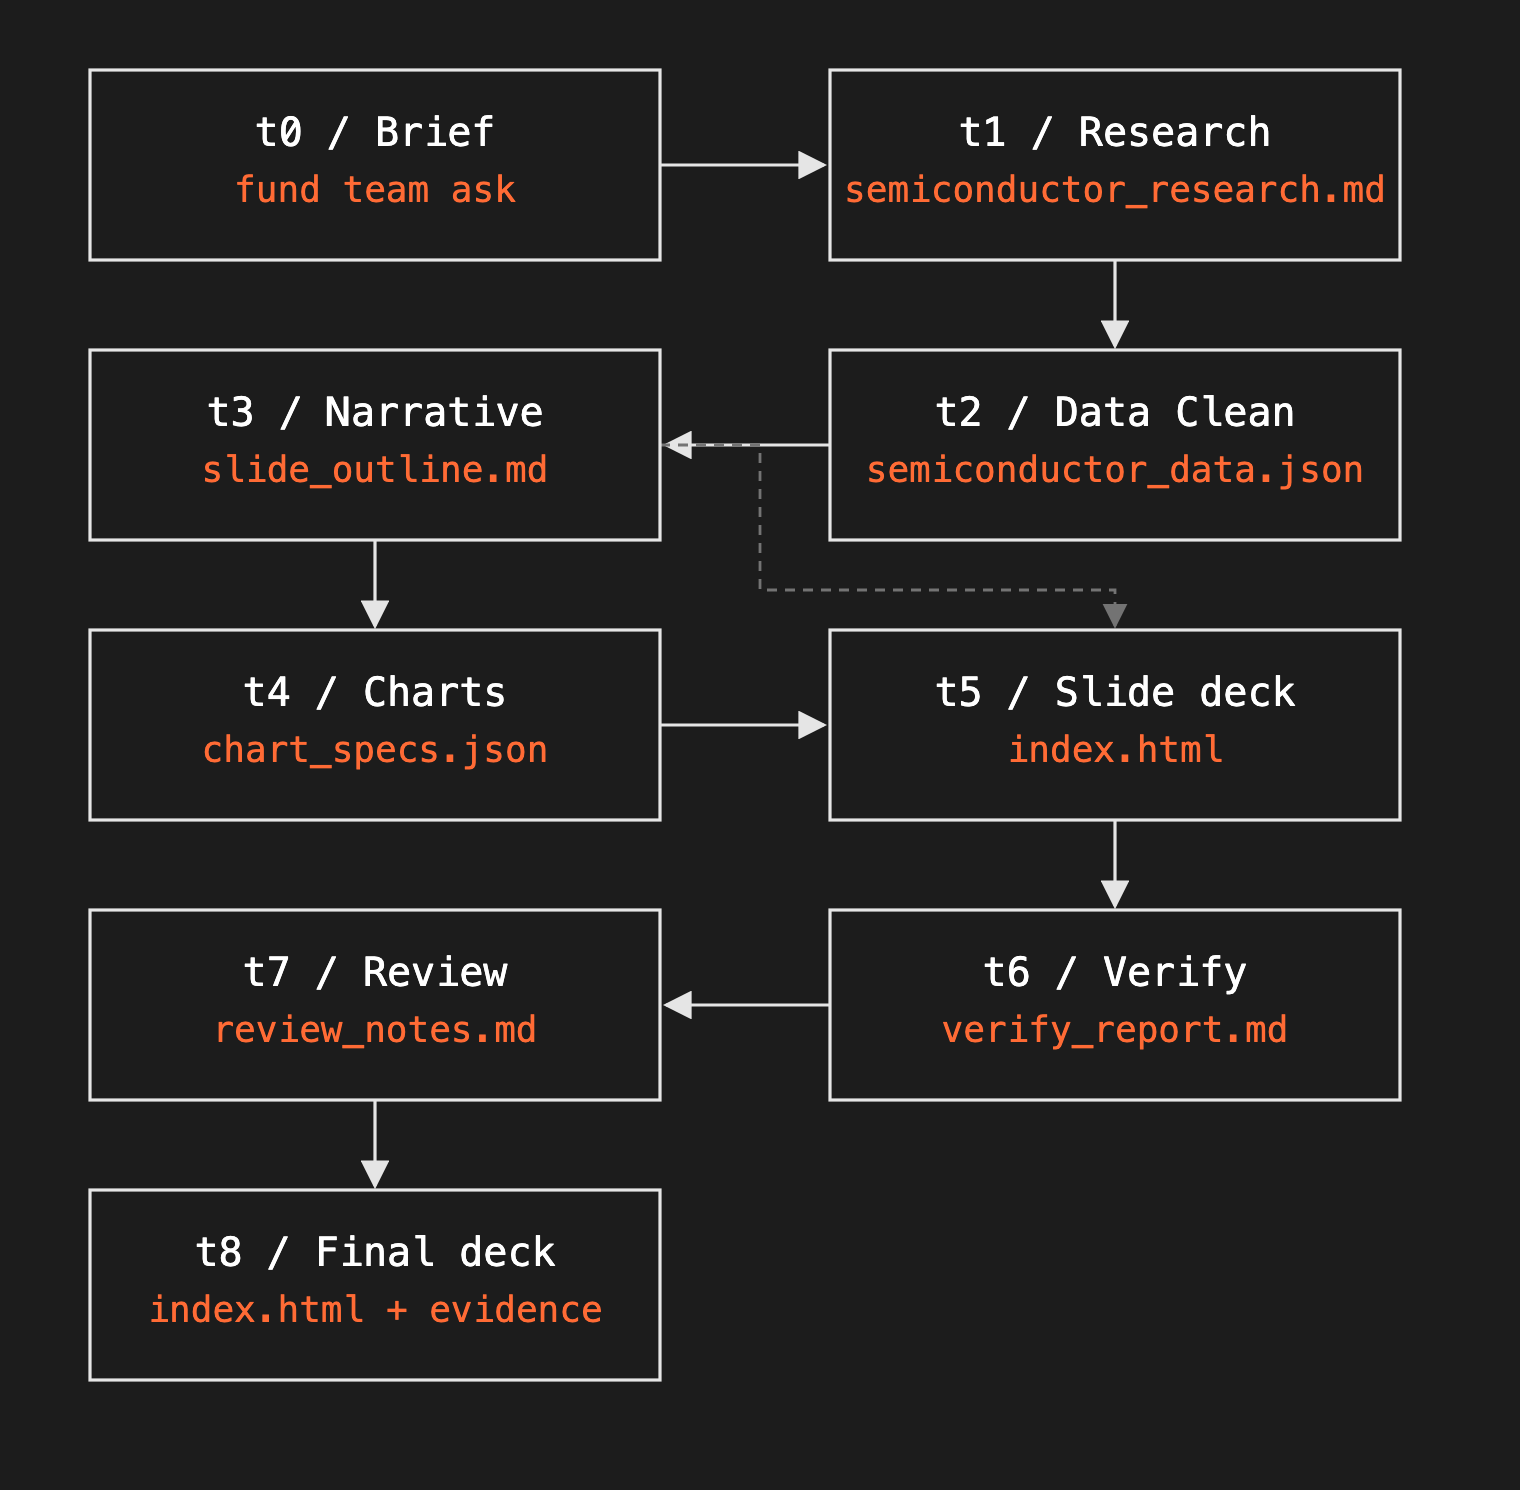 t0 / Brief
fund team ask
t1 / Research
semiconductor_research.md
t2 / Data Clean
semiconductor_data.json
t3 / Narrative
slide_outline.md
t4 / Charts
chart_specs.json
t5 / Slide deck
index.html
t6 / Verify
verify_report.md
t7 / Review
review_notes.md
t8 / Final deck
index.html + evidence